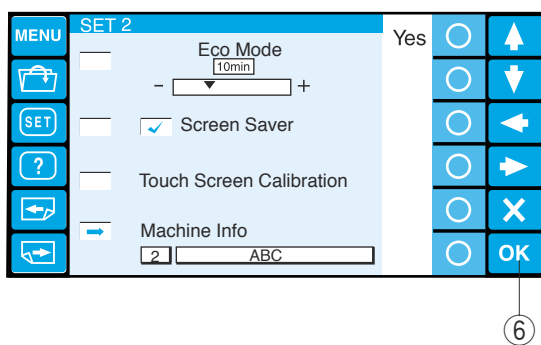 MENU
SET 2
Yes
Eco Mode
10min
- +
SET
Screen Saver
?
Touch Screen Calibration
Machine Info
2 ABC
OK
6